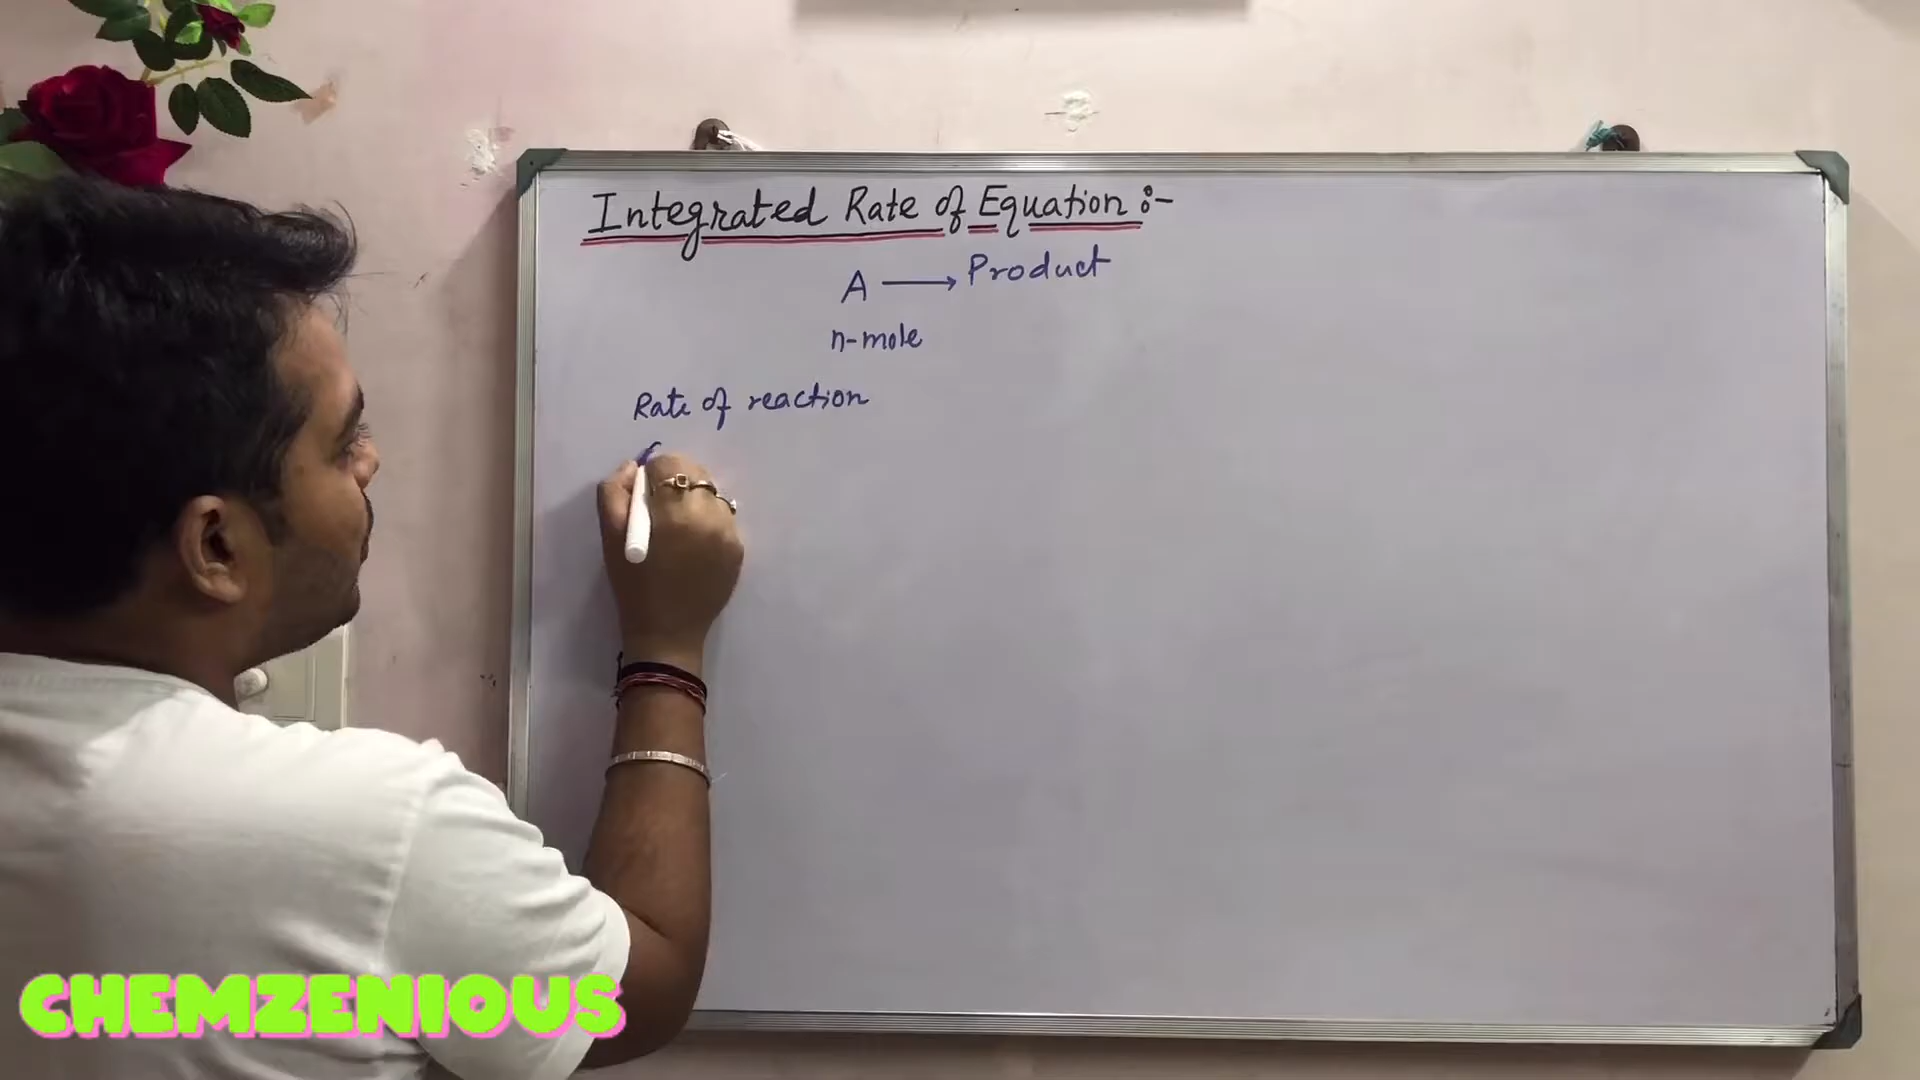 Integrated Rate of Equation :-
A ⟶ Product
n-mole
Rate of reaction
CHEMZENIOUS